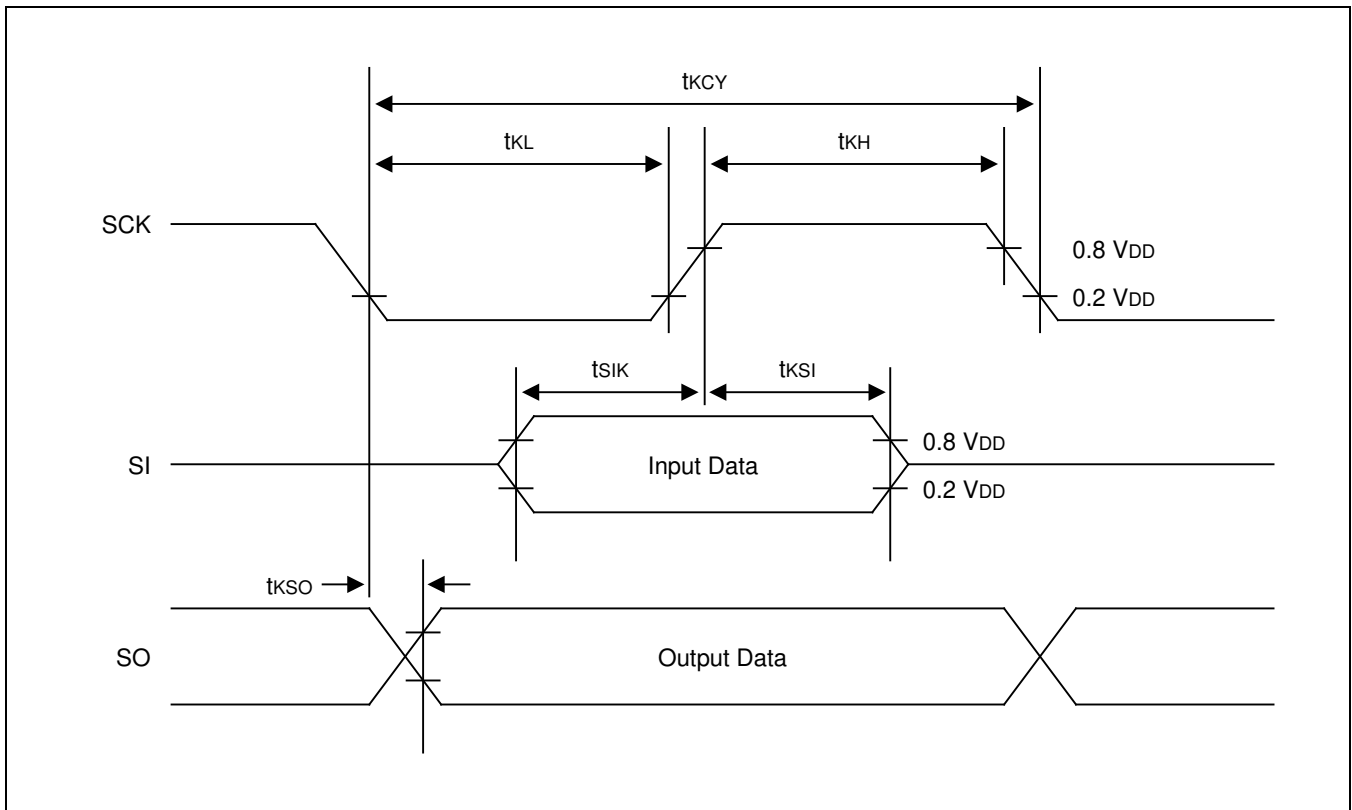 tKCY
tKL
tKH
SCK
0.8 VDD
0.2 VDD
tSIK
tKSI
SI
Input Data
0.8 VDD
0.2 VDD
tKSO
SO
Output Data